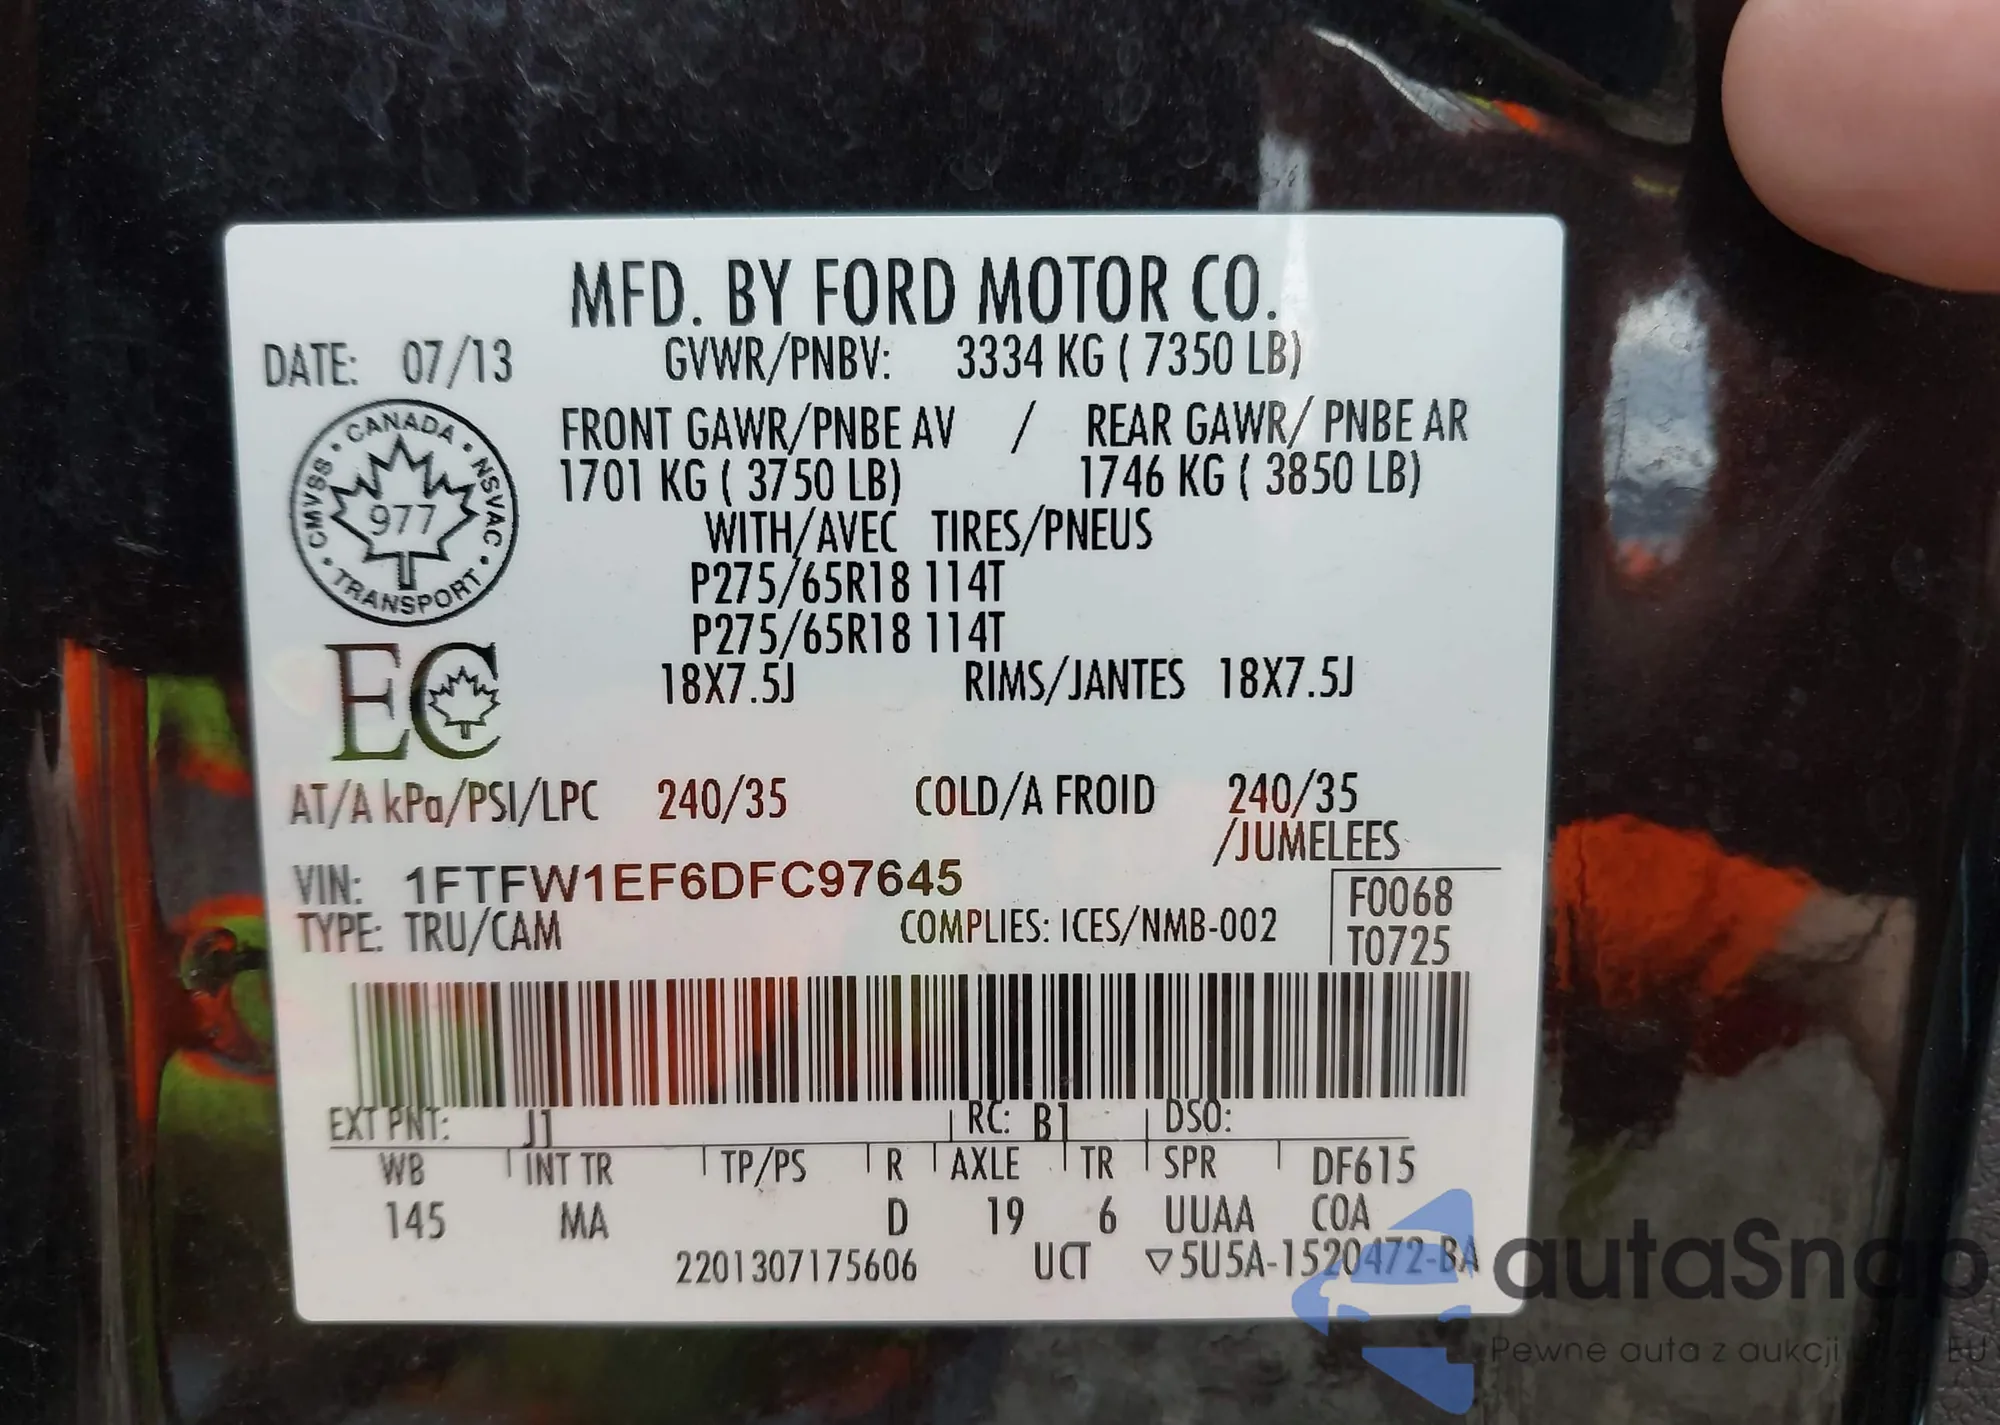 MFD. BY FORD MOTOR CO.
DATE: 07/13 GVWR/PNBV: 3334 KG ( 7350 LB)
FRONT GAWR/PNBE AV / REAR GAWR/ PNBE AR
1701 KG ( 3750 LB) 1746 KG ( 3850 LB)
WITH/AVEC TIRES/PNEUS
P275/65R18 114T
P275/65R18 114T
18X7.5J RIMS/JANTES 18X7.5J
CANADA • NSVAC • TRANSPORT • CMVSS •
977
EC
AT/A kPa/PSI/LPC 240/35 COLD/A FROID 240/35
/JUMELEES
VIN: 1FTFW1EF6DFC97645
TYPE: TRU/CAM COMPLIES: ICES/NMB-002
F0068
T0725
EXT PNT: J1 RC: B1 DSO:
WB INT TR TP/PS R AXLE TR SPR DF615
145 MA D 19 6 UUAA COA
2201307175606 UCT ▽5U5A-1520472-BA
autaSnap
Pewne auta z aukcji EU